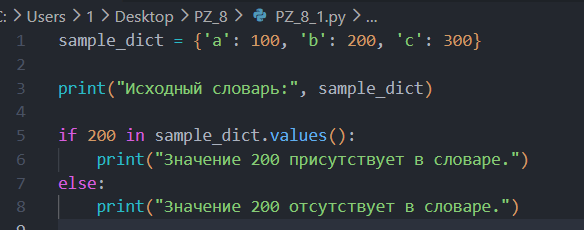 C: Users > 1 > Desktop > PZ_8 > PZ_8_1.py > ...
1 sample_dict = {'a': 100, 'b': 200, 'c': 300}
2
3 print("Исходный словарь:", sample_dict)
4
5 if 200 in sample_dict.values():
6     print("Значение 200 присутствует в словаре.")
7 else:
8     print("Значение 200 отсутствует в словаре.")
9